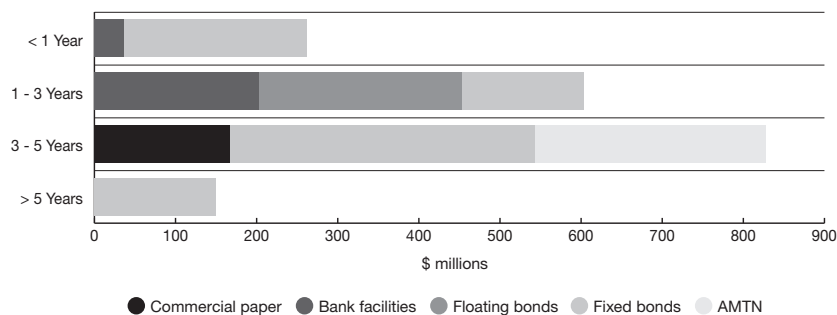 < 1 Year
1 - 3 Years
3 - 5 Years
> 5 Years
0 100 200 300 400 500 600 700 800 900
$ millions
Commercial paper Bank facilities Floating bonds Fixed bonds AMTN